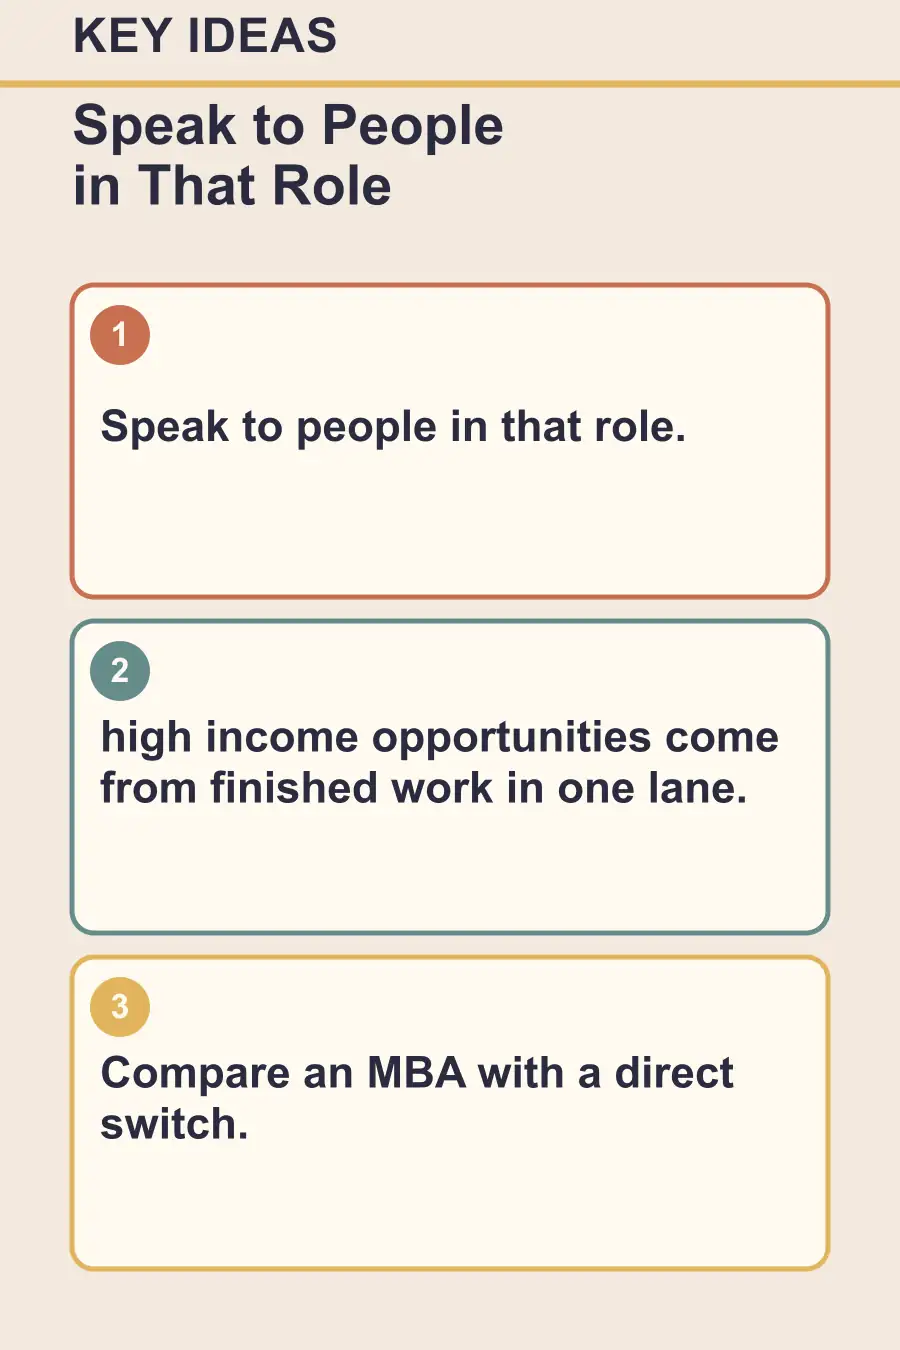 KEY IDEAS
Speak to People
in That Role
1
Speak to people in that role.
2
high income opportunities come
from finished work in one lane.
3
Compare an MBA with a direct
switch.